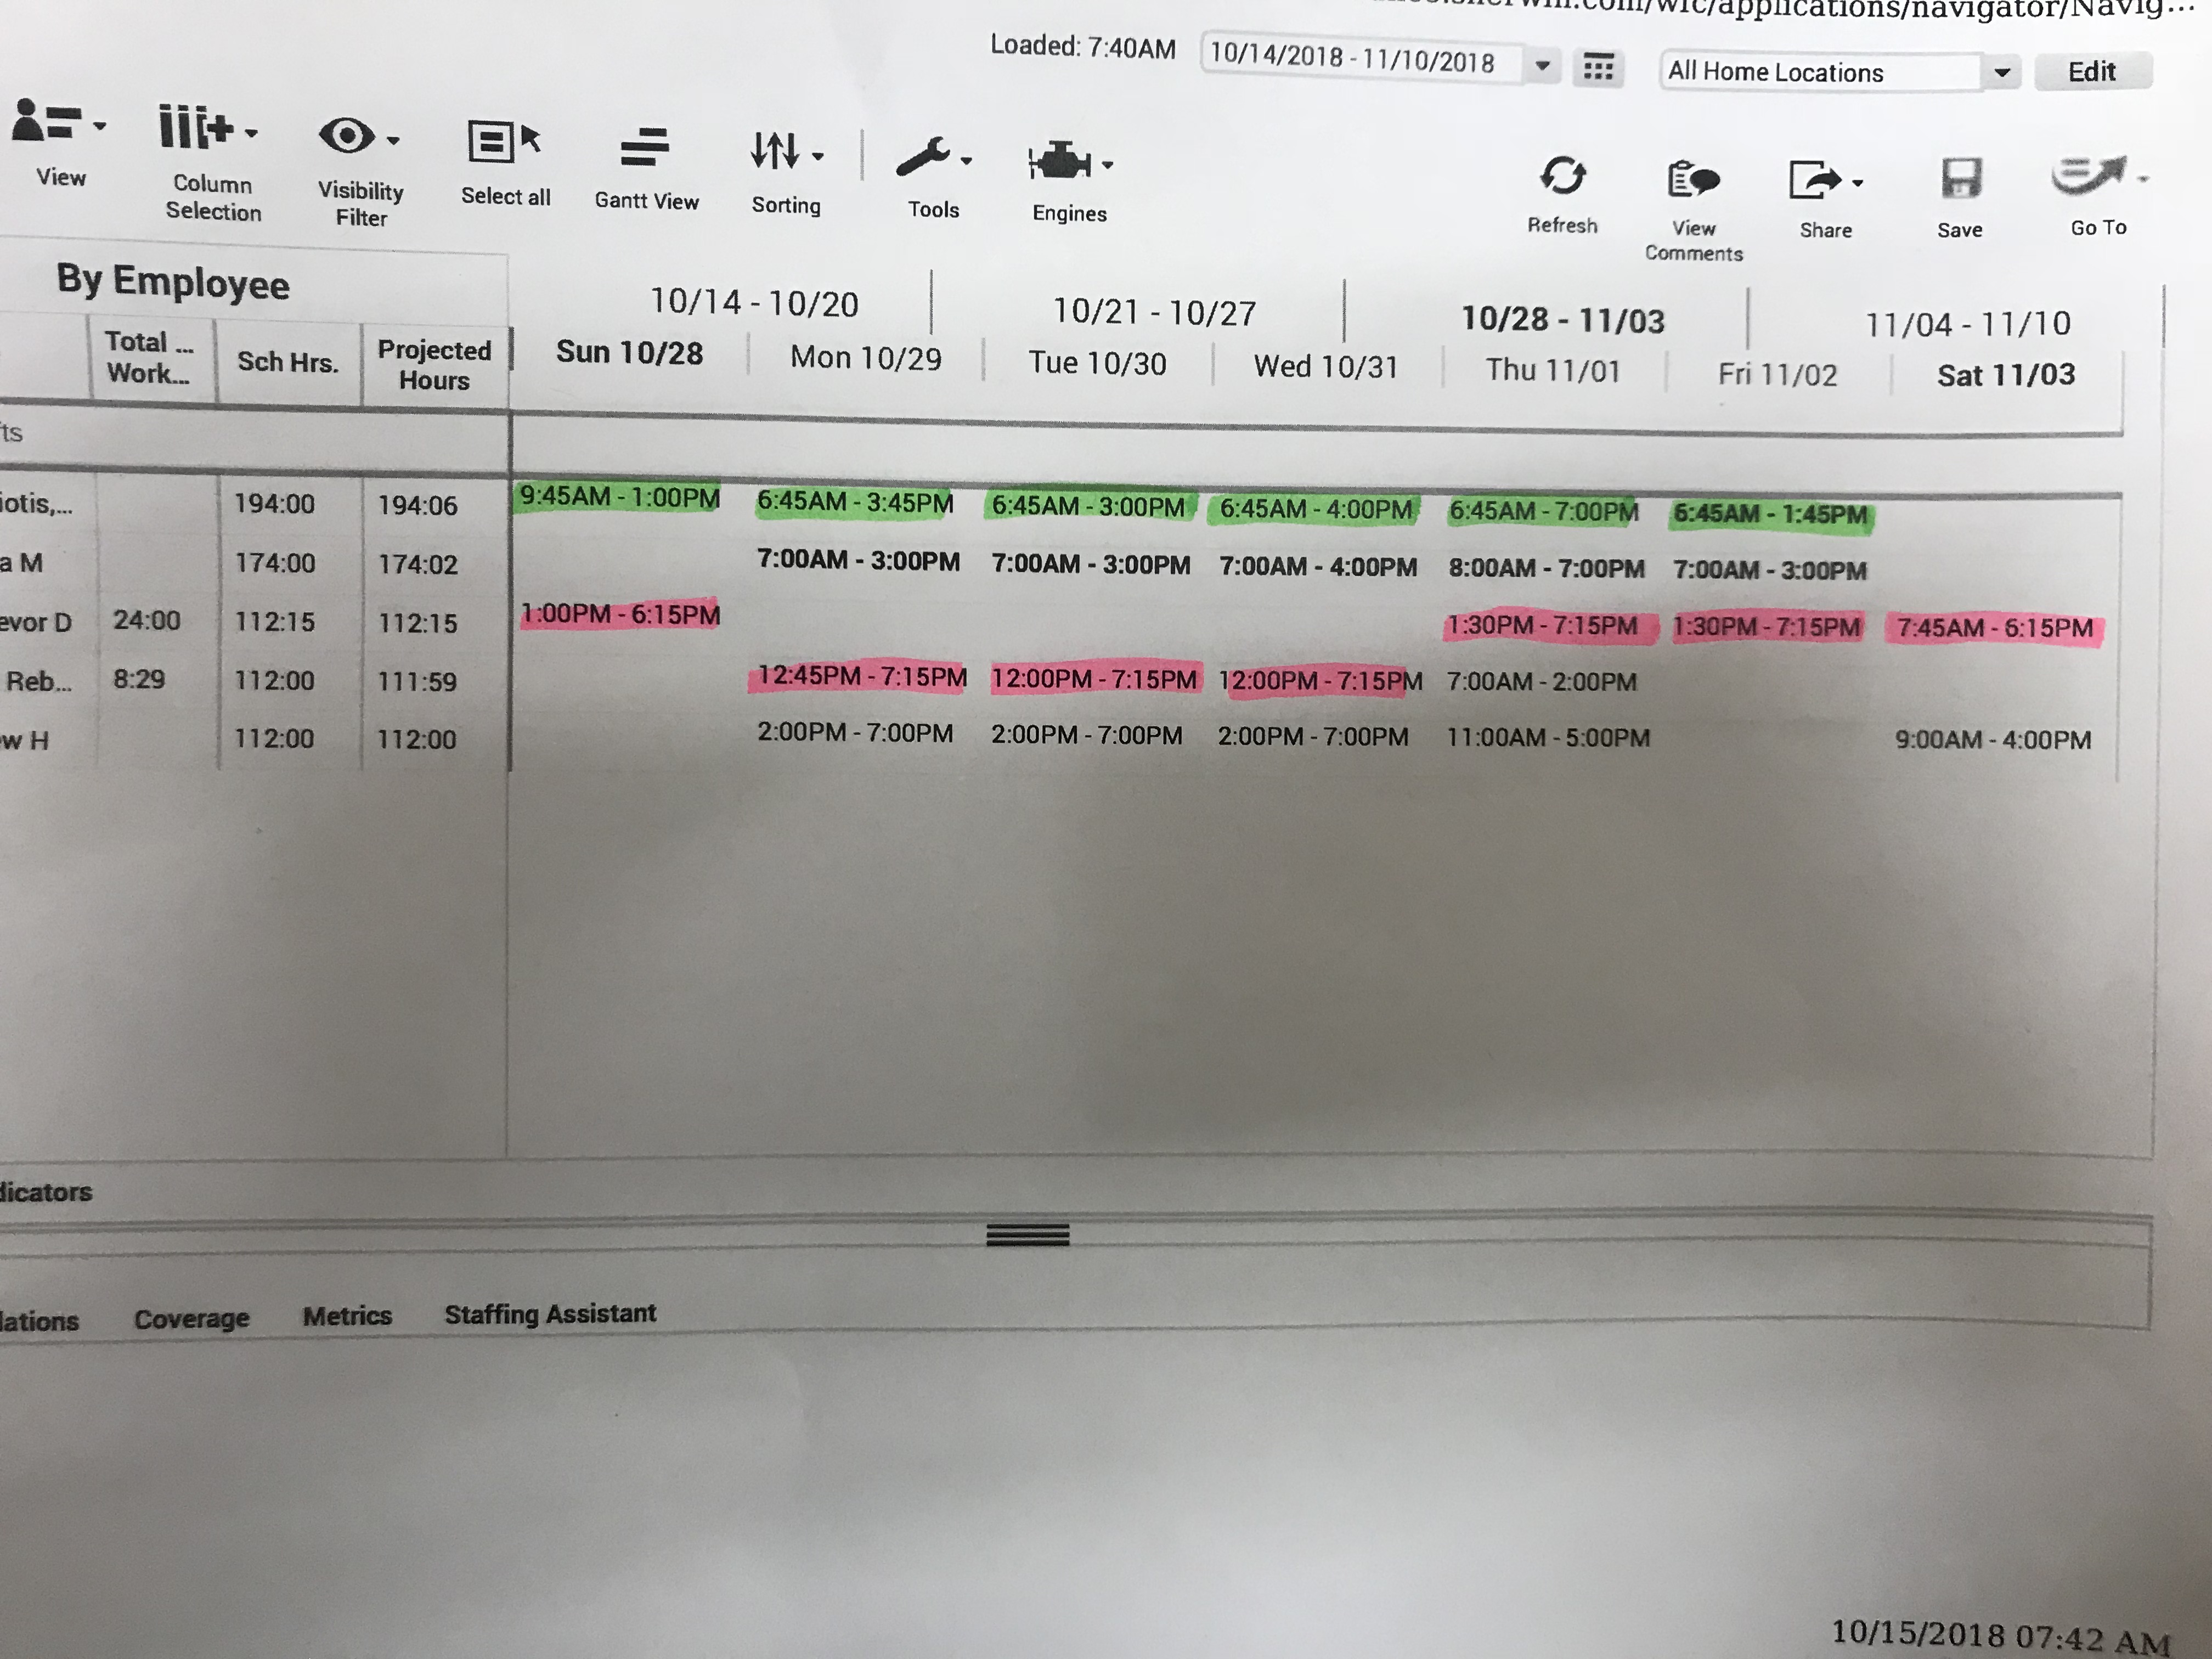 Loaded: 7:40AM 10/14/2018 - 11/10/2018 All Home Locations Edit
View Column Selection Visibility Filter Select all Gantt View Sorting Tools Engines Refresh View Comments Share Save Go To
By Employee 10/14 - 10/20 10/21 - 10/27 10/28 - 11/03 11/04 - 11/10
Total ... Work... Sch Hrs. Projected Hours Sun 10/28 Mon 10/29 Tue 10/30 Wed 10/31 Thu 11/01 Fri 11/02 Sat 11/03
iotis,... 194:00 194:06 9:45AM - 1:00PM 6:45AM - 3:45PM 6:45AM - 3:00PM 6:45AM - 4:00PM 6:45AM - 7:00PM 6:45AM - 1:45PM
a M 174:00 174:02 7:00AM - 3:00PM 7:00AM - 3:00PM 7:00AM - 4:00PM 8:00AM - 7:00PM 7:00AM - 3:00PM
evor D 24:00 112:15 112:15 1:00PM - 6:15PM 1:30PM - 7:15PM 1:30PM - 7:15PM 7:45AM - 6:15PM
Reb... 8:29 112:00 111:59 12:45PM - 7:15PM 12:00PM - 7:15PM 12:00PM - 7:15PM 7:00AM - 2:00PM
w H 112:00 112:00 2:00PM - 7:00PM 2:00PM - 7:00PM 2:00PM - 7:00PM 11:00AM - 5:00PM 9:00AM - 4:00PM
dicators
lations Coverage Metrics Staffing Assistant
10/15/2018 07:42 AM